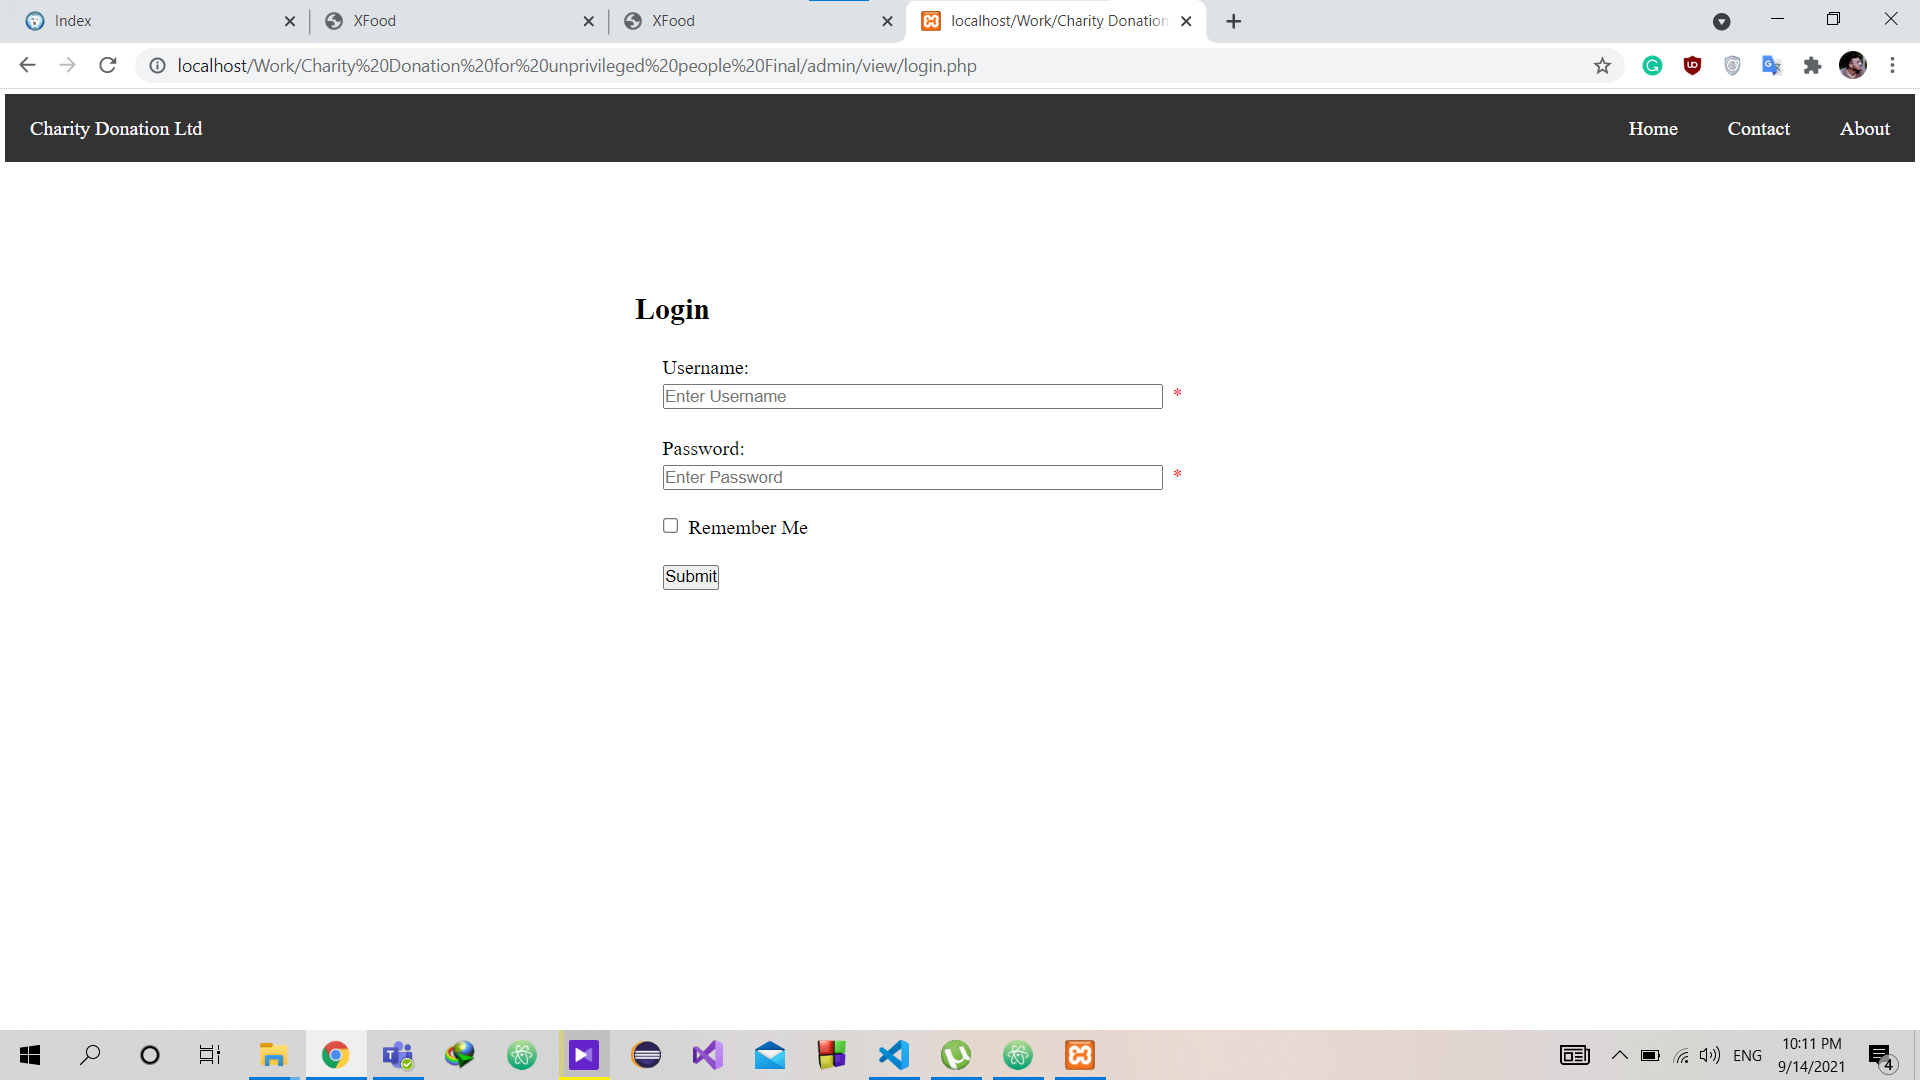 Index
XFood
XFood
localhost/Work/Charity Donation
localhost/Work/Charity%20Donation%20for%20unprivileged%20people%20Final/admin/view/login.php
Charity Donation Ltd
Home
Contact
About
Login
Username:
Enter Username
*
Password:
Enter Password
*
Remember Me
Submit
ENG
10:11 PM
9/14/2021
4